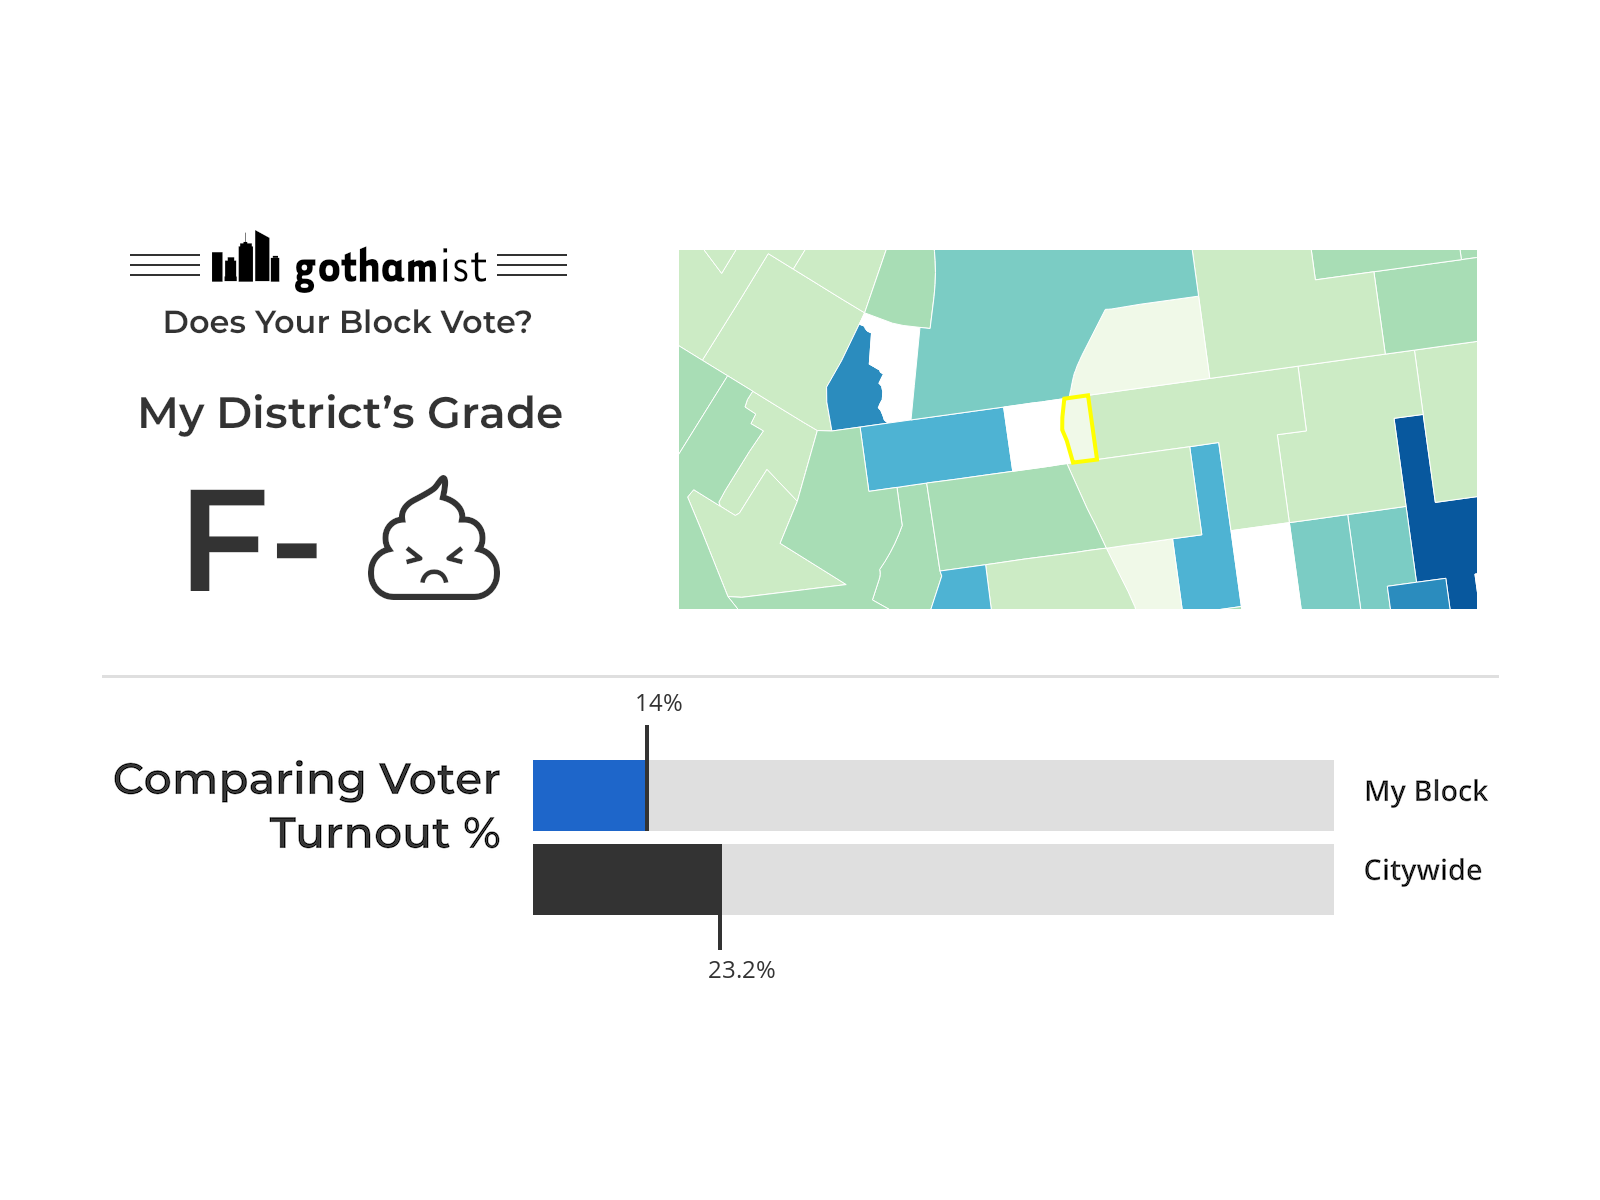 gothamist
Does Your Block Vote?
My District’s Grade
F-
14%
Comparing Voter
Turnout %
My Block
Citywide
23.2%